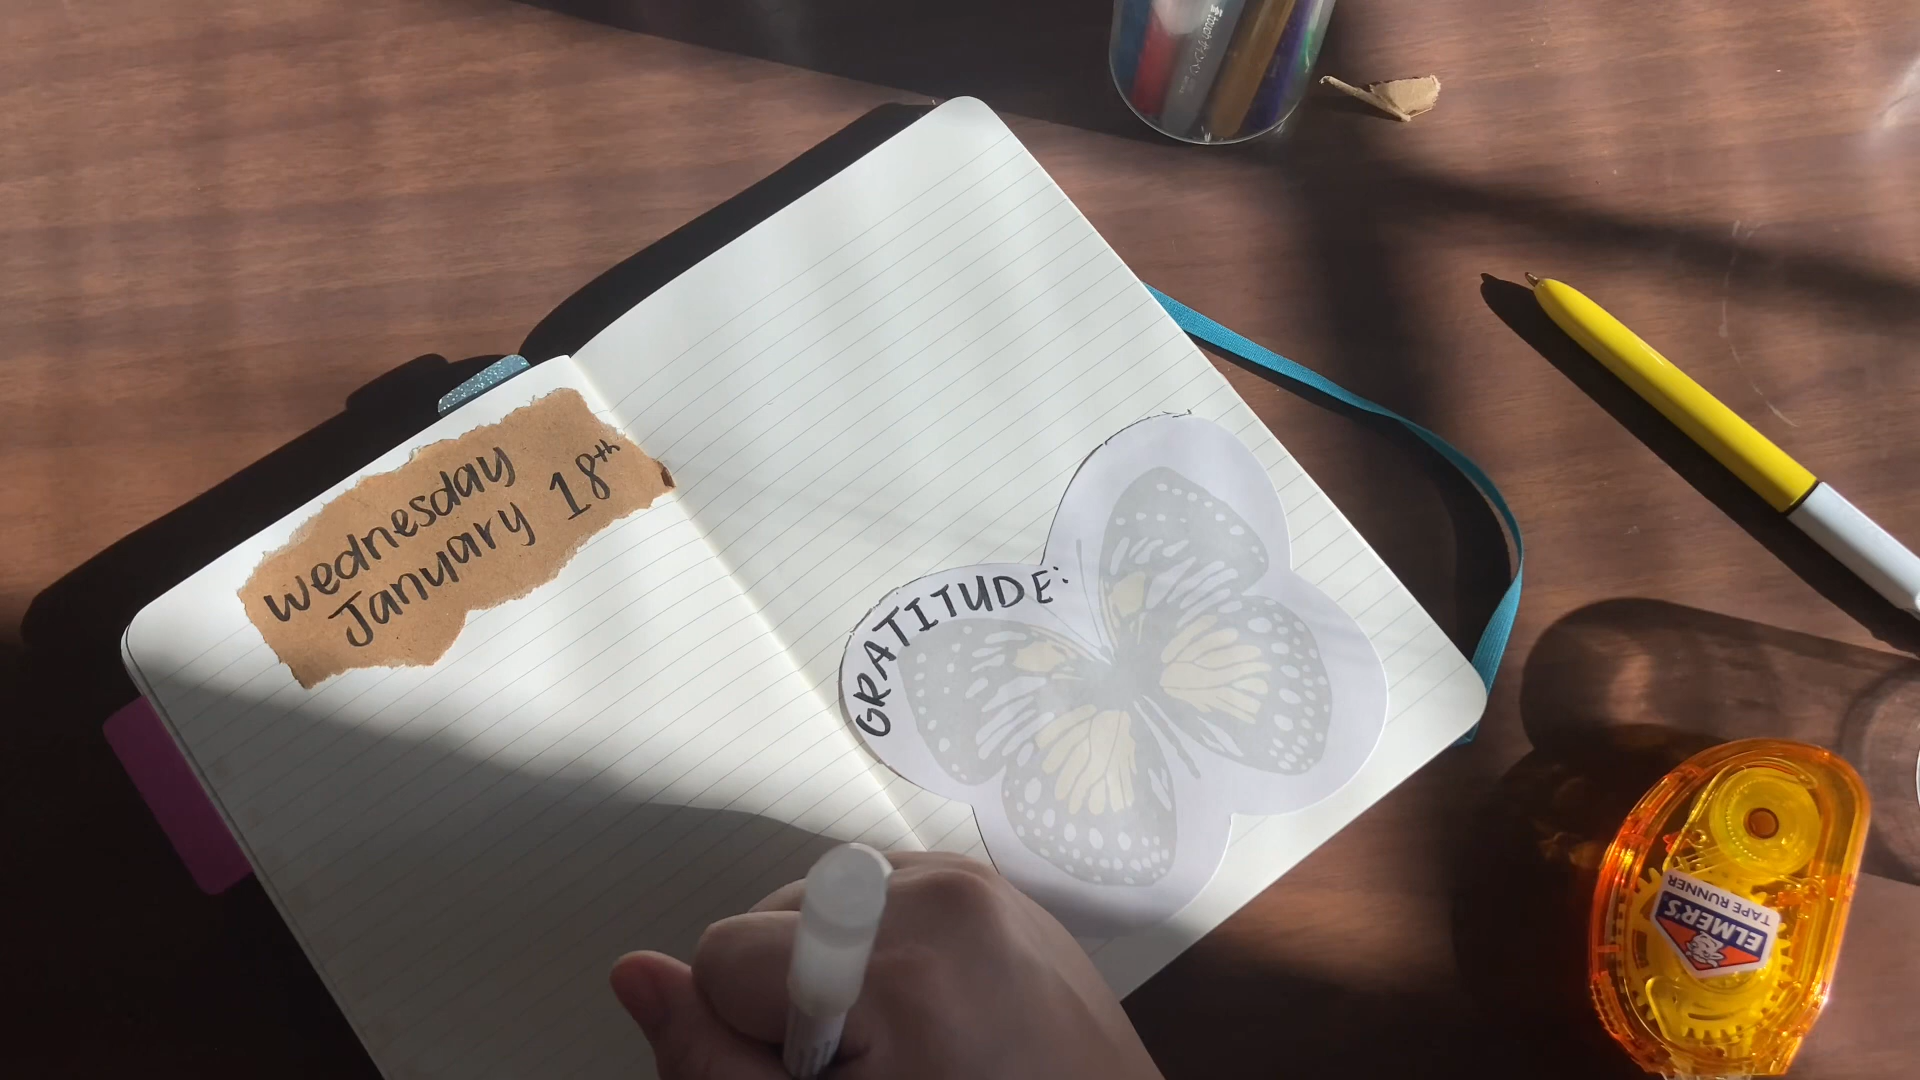 wednesday
January 18th
GRATITUDE:
ELMER'S
TAPE RUNNER